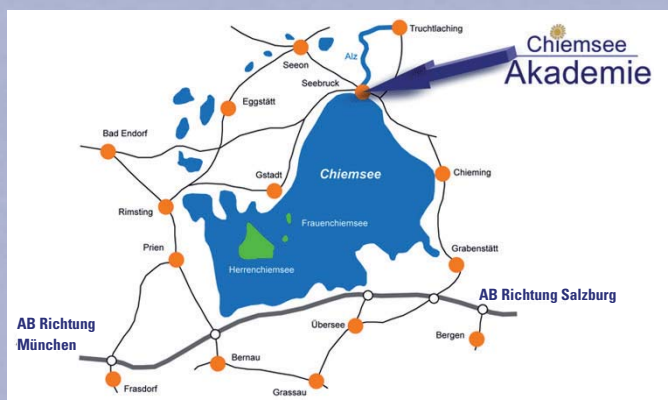 Truchtlaching
Alz
Chiemsee
Akademie
Seeon
Seebruck
Eggstätt
Bad Endorf
Gstadt
Chiemsee
Chieming
Rimsting
Frauenchiemsee
Prien
Grabenstätt
Herrenchiemsee
AB Richtung Salzburg
AB Richtung
München
Übersee
Bergen
Bernau
Frasdorf
Grassau